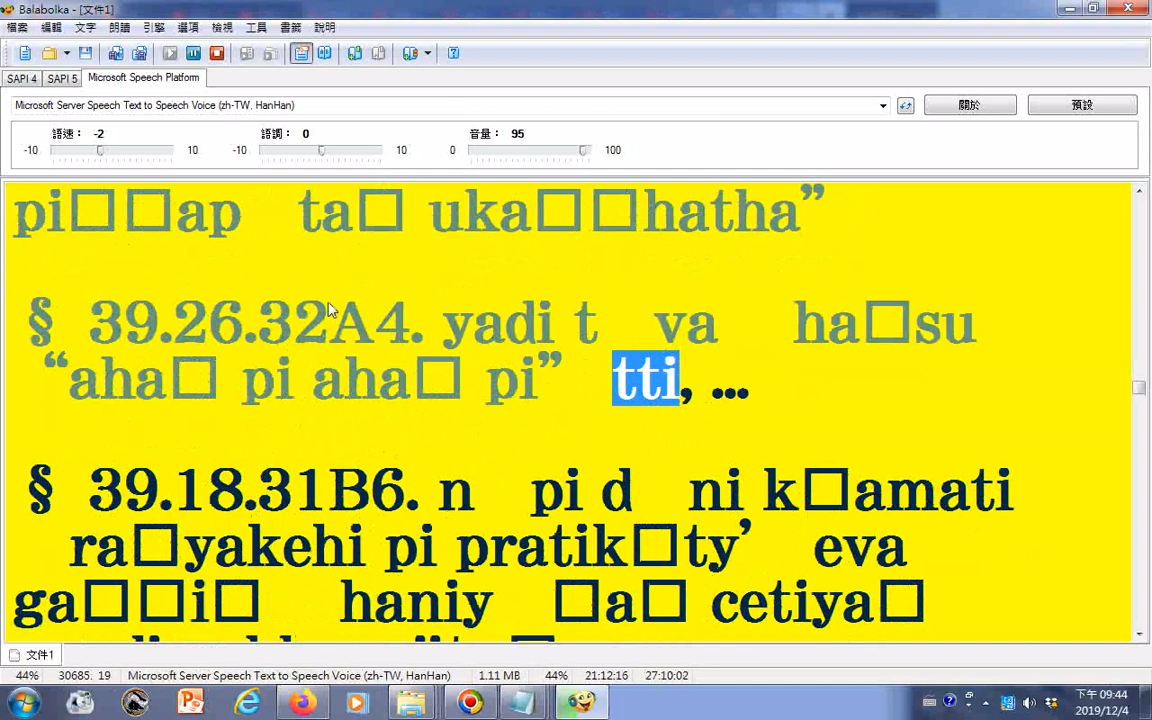 Balabolka - [文件1]
檔案 編輯 文字 朗讀 引擎 選項 檢視 工具 書籤 說明
SAPI 4 SAPI 5 Microsoft Speech Platform
Microsoft Server Speech Text to Speech Voice (zh-TW, HanHan) 關於 預設
語速： -2 語調： 0 音量： 95
-10 10 -10 10 0 100
pi□□ap ta□ uka□□hatha”
§ 39.26.32A4. yadi t va ha□su
“aha□ pi aha□ pi” tti, ...
§ 39.18.31B6. n pi d ni k□amati
ra□yakehi pi pratik□ty’ eva
ga□□i□ haniy □a□ cetiya□
文件1
44% 30685: 19 Microsoft Server Speech Text to Speech Voice (zh-TW, HanHan) 1.11 MB 44% 21:12:16 27:10:02
下午 09:44
2019/12/4